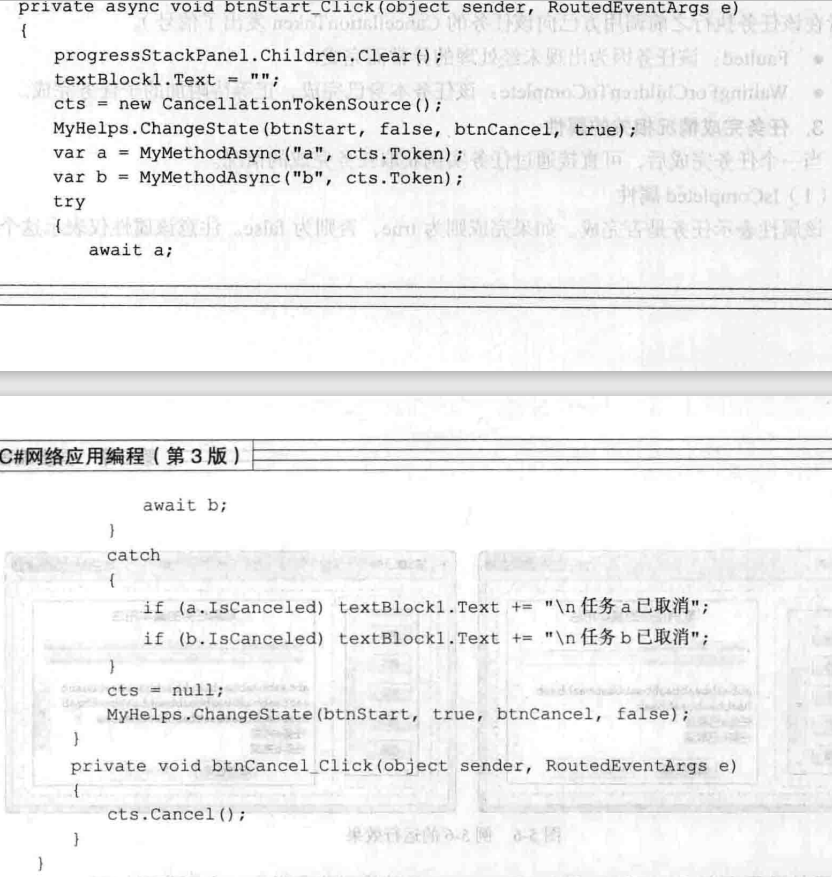 private async void btnStart_Click(object sender, RoutedEventArgs e)
{
progressStackPanel.Children.Clear();
textBlock1.Text = "";
cts = new CancellationTokenSource();
MyHelps.ChangeState(btnStart, false, btnCancel, true);
var a = MyMethodAsync("a", cts.Token);
var b = MyMethodAsync("b", cts.Token);
try
{
await a;
C#网络应用编程(第3版)
await b;
}
catch
{
if (a.IsCanceled) textBlock1.Text += "\n任务a已取消";
if (b.IsCanceled) textBlock1.Text += "\n任务b已取消";
}
cts = null;
MyHelps.ChangeState(btnStart, true, btnCancel, false);
}
private void btnCancel_Click(object sender, RoutedEventArgs e)
{
cts.Cancel();
}
}